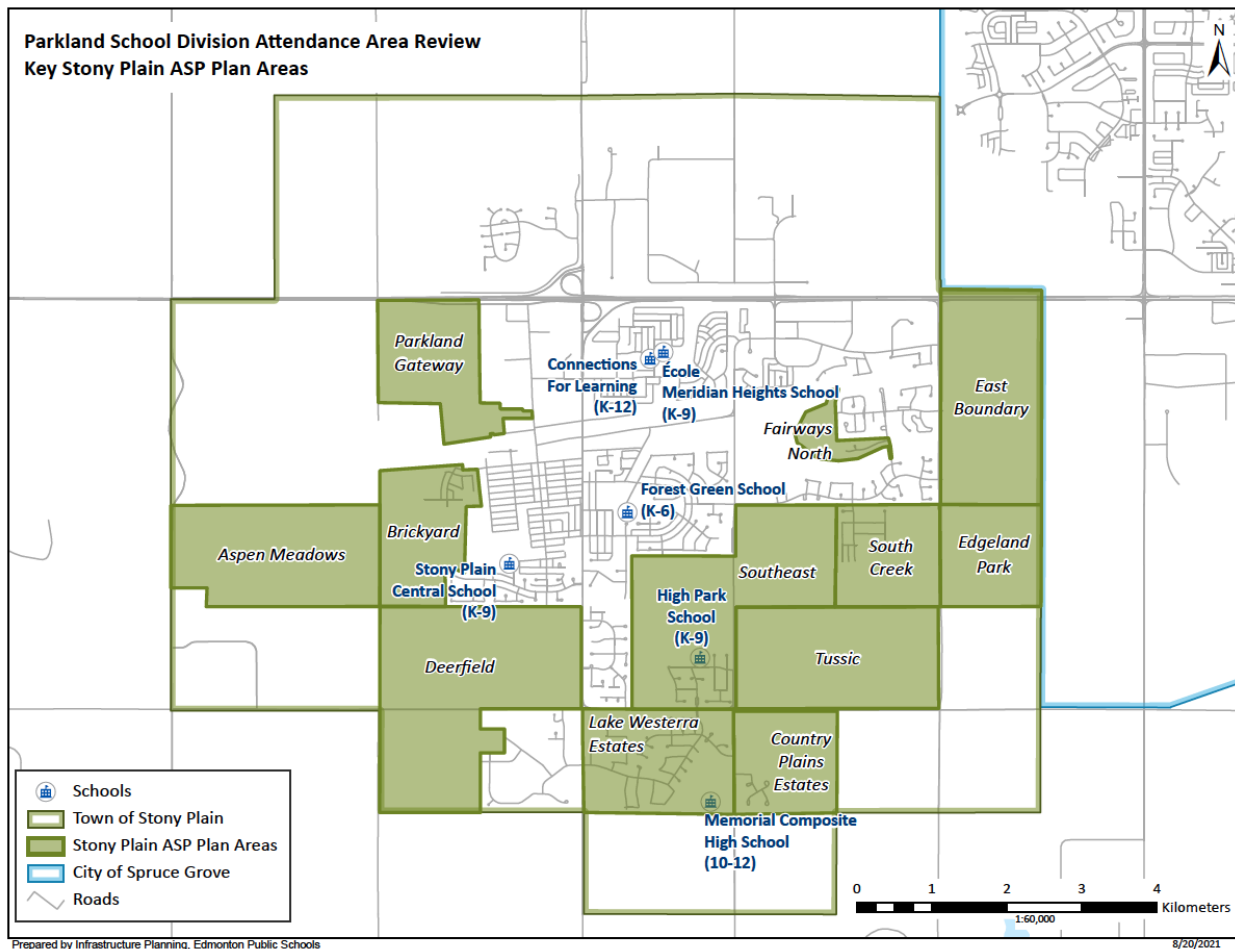 Parkland School Division Attendance Area Review
Key Stony Plain ASP Plan Areas
N
Parkland
Gateway
Connections
For Learning
(K-12)
École
Meridian Heights School
(K-9)
East
Boundary
Fairways
North
Forest Green School
(K-6)
Aspen Meadows
Brickyard
Stony Plain
Central School
(K-9)
Southeast
South
Creek
Edgeland
Park
High Park
School
(K-9)
Deerfield
Tussic
Lake Westerra
Estates
Country
Plains
Estates
Memorial Composite
High School
(10-12)
Schools
Town of Stony Plain
Stony Plain ASP Plan Areas
City of Spruce Grove
Roads
0 1 2 3 4
Kilometers
1:60,000
Prepared by Infrastructure Planning, Edmonton Public Schools
8/20/2021